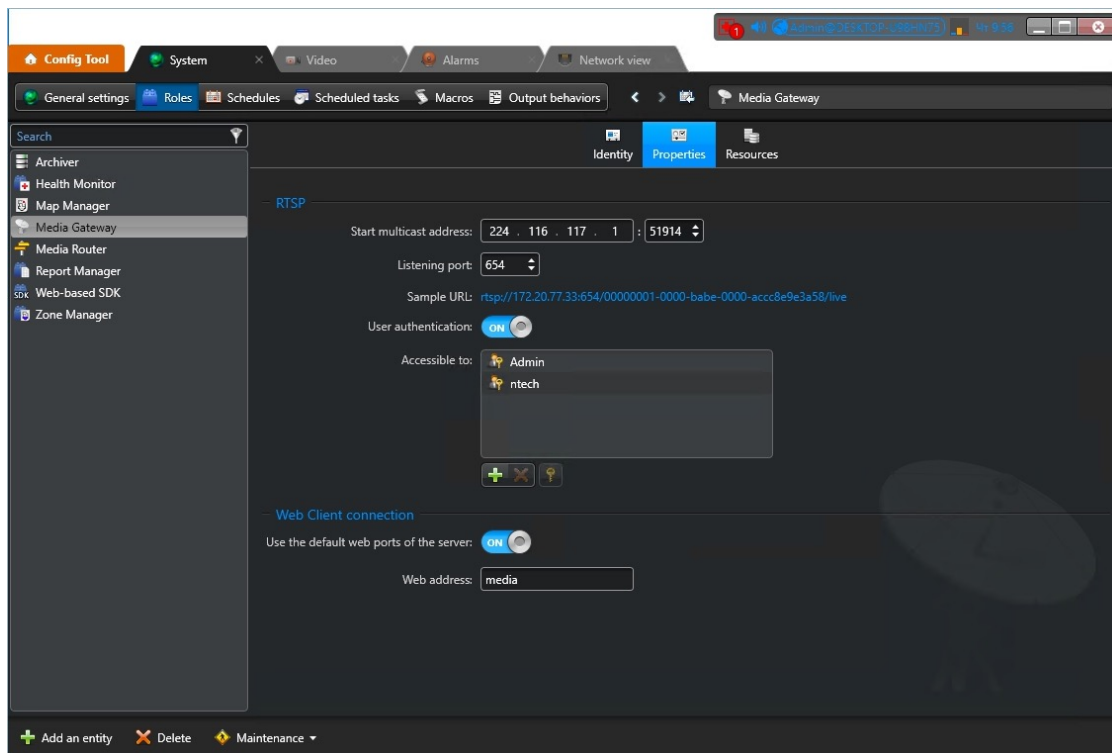 1 Admin@DESKTOP-U98HN7S
Config Tool System Video Alarms Network view
General settings Roles Schedules Scheduled tasks Macros Output behaviors Media Gateway
Search
Archiver
Health Monitor
Map Manager
Media Gateway
Media Router
Report Manager
SDK Web-based SDK
Zone Manager
Identity Properties Resources
RTSP
Start multicast address: 224 . 116 . 117 . 1 : 51914
Listening port: 654
Sample URL: rtsp://172.20.77.33:654/00000001-0000-babe-0000-accc8e9e3a58/live
User authentication: ON
Accessible to: Admin
ntech
Web Client connection
Use the default web ports of the server: ON
Web address: media
Add an entity Delete Maintenance